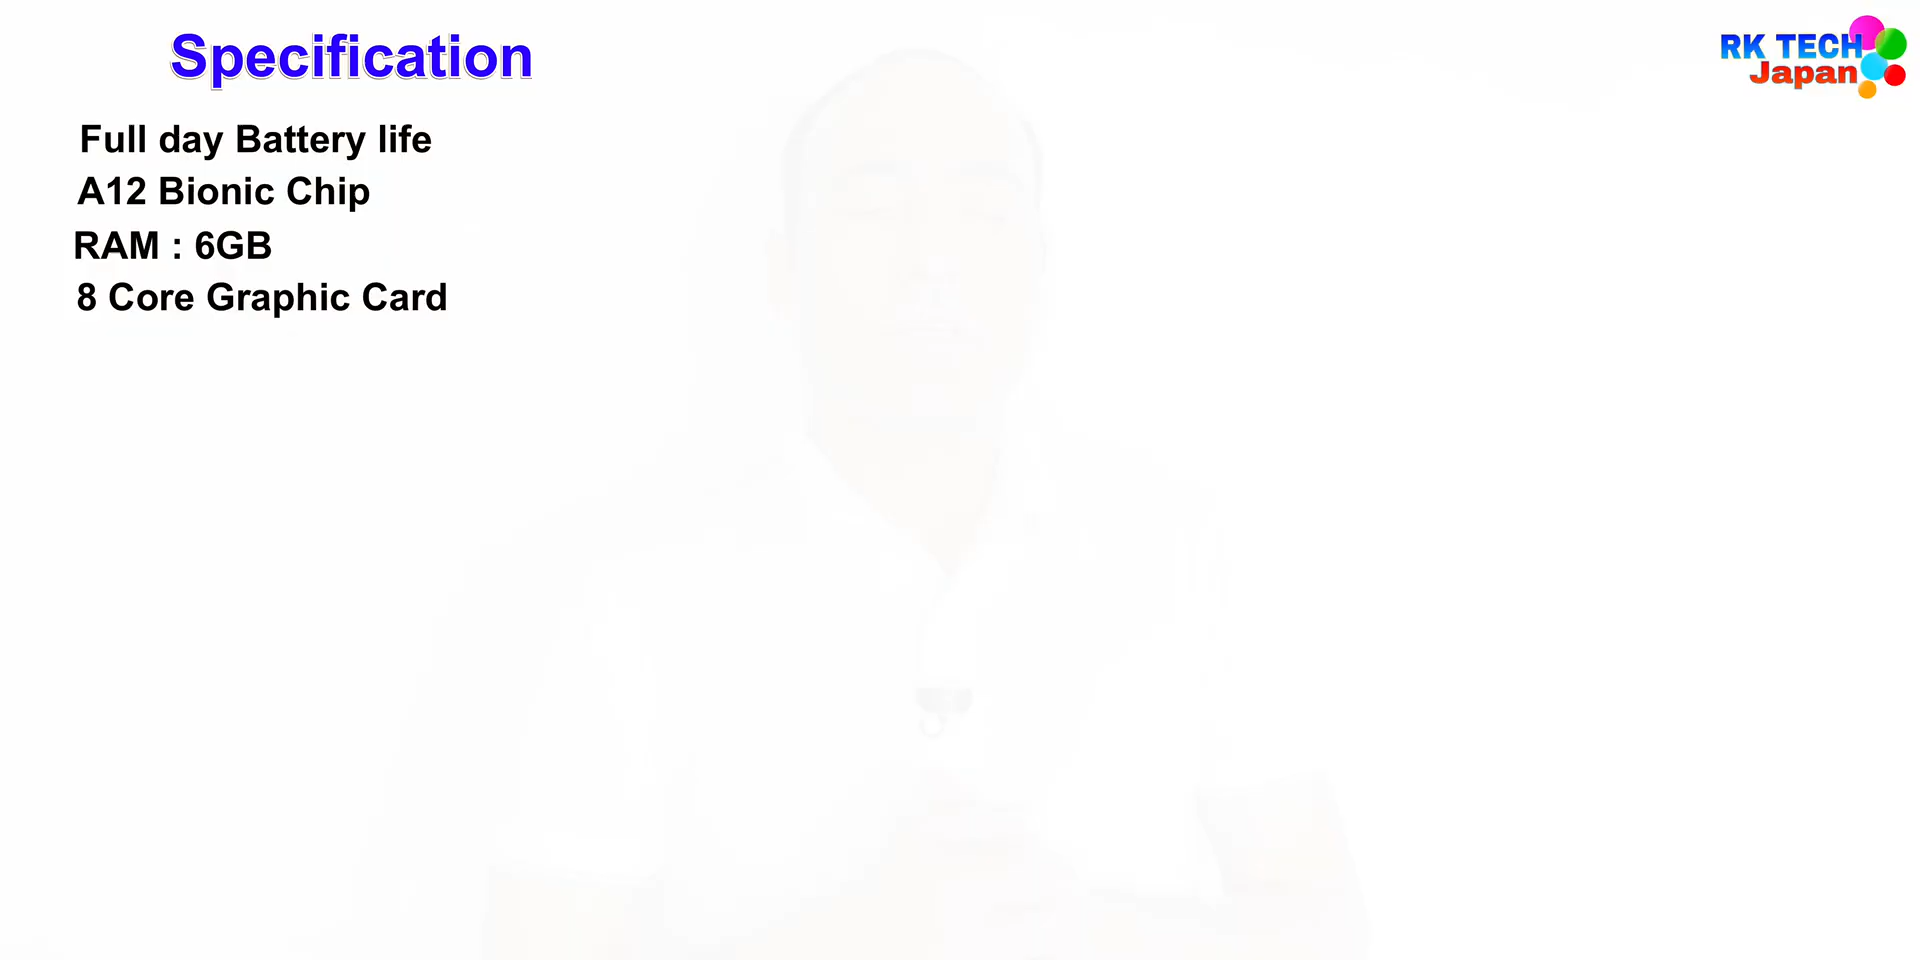 Specification
RK TECH
Japan
Full day Battery life
A12 Bionic Chip
RAM : 6GB
8 Core Graphic Card